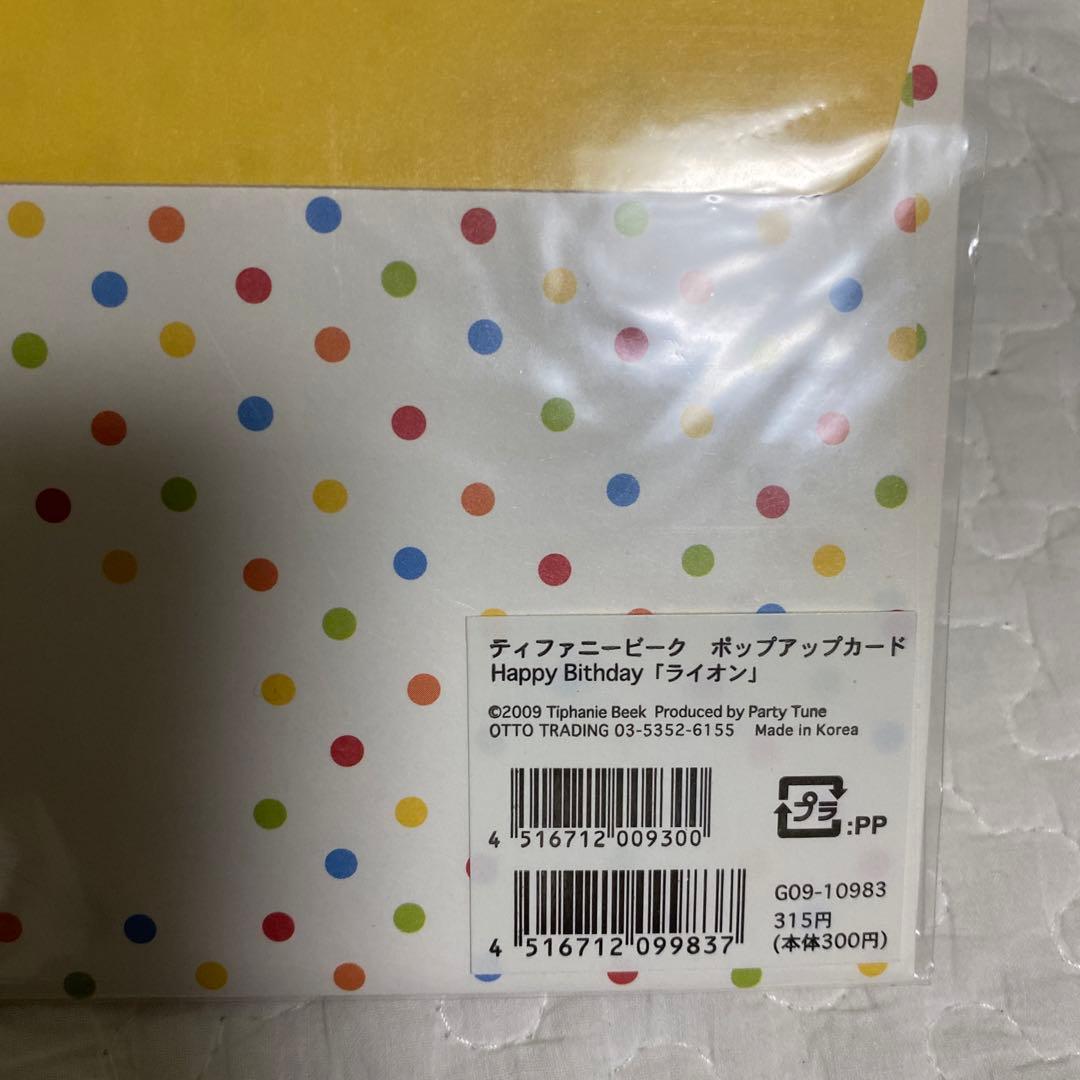 ティファニービーク　ポップアップカード
Happy Bithday「ライオン」
©2009 Tiphanie Beek Produced by Party Tune
OTTO TRADING 03-5352-6155　Made in Korea
4 516712 009300
プラ :PP
4 516712 099837
G09-10983
315円
(本体300円)